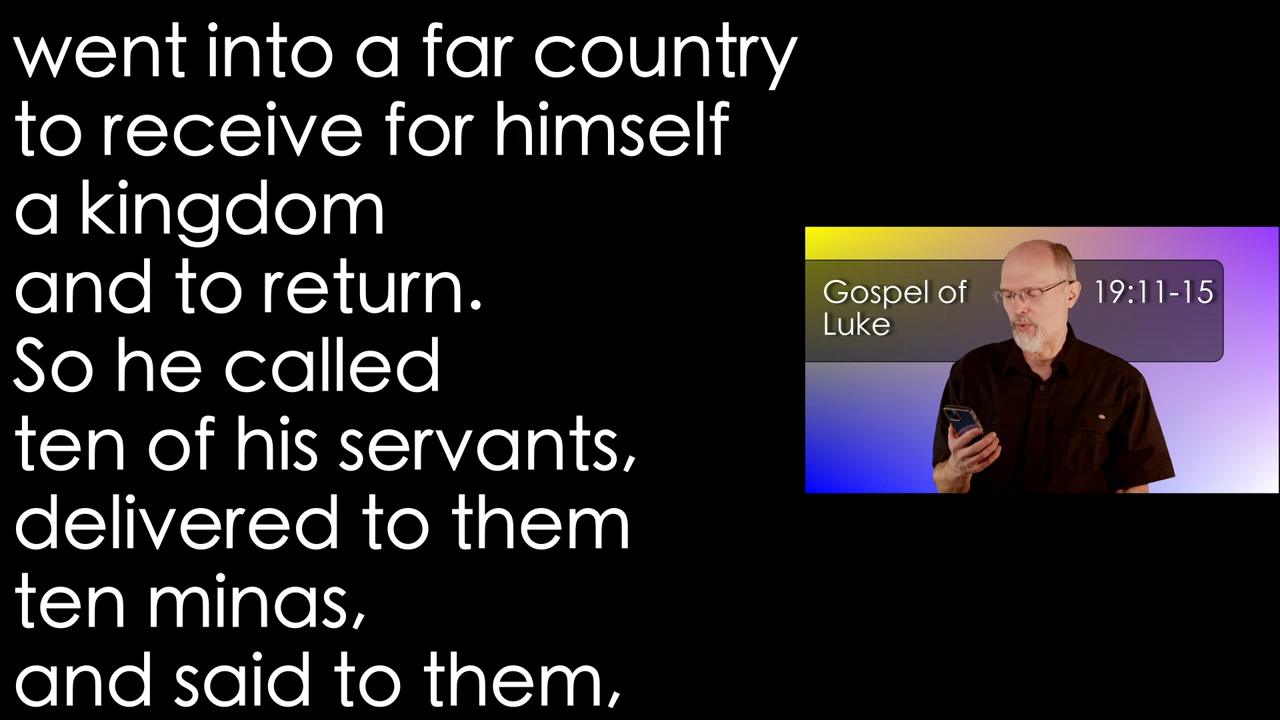 went into a far country
to receive for himself
a kingdom
and to return.
So he called
ten of his servants,
delivered to them
ten minas,
and said to them,
Gospel of
Luke
19:11-15